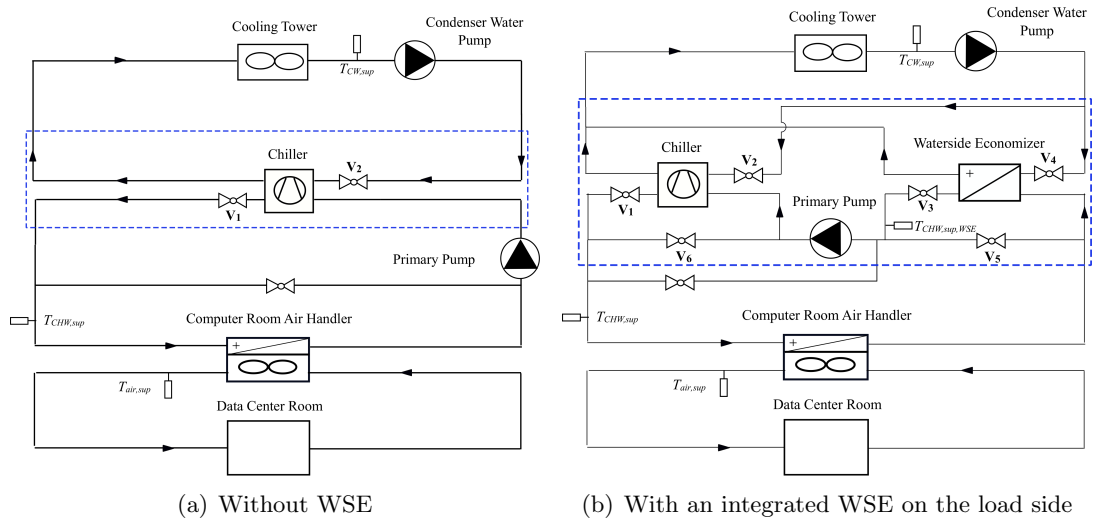 Cooling Tower
Condenser Water
Pump
T_CW,sup
Chiller
V2
V1
Primary Pump
T_CHW,sup
Computer Room Air Handler
+
T_air,sup
Data Center Room
(a) Without WSE
Cooling Tower
Condenser Water
Pump
T_CW,sup
Chiller
Waterside Economizer
V2
V4
+
V1
Primary Pump
V3
T_CHW,sup,WSE
V6
V5
T_CHW,sup
Computer Room Air Handler
+
T_air,sup
Data Center Room
(b) With an integrated WSE on the load side